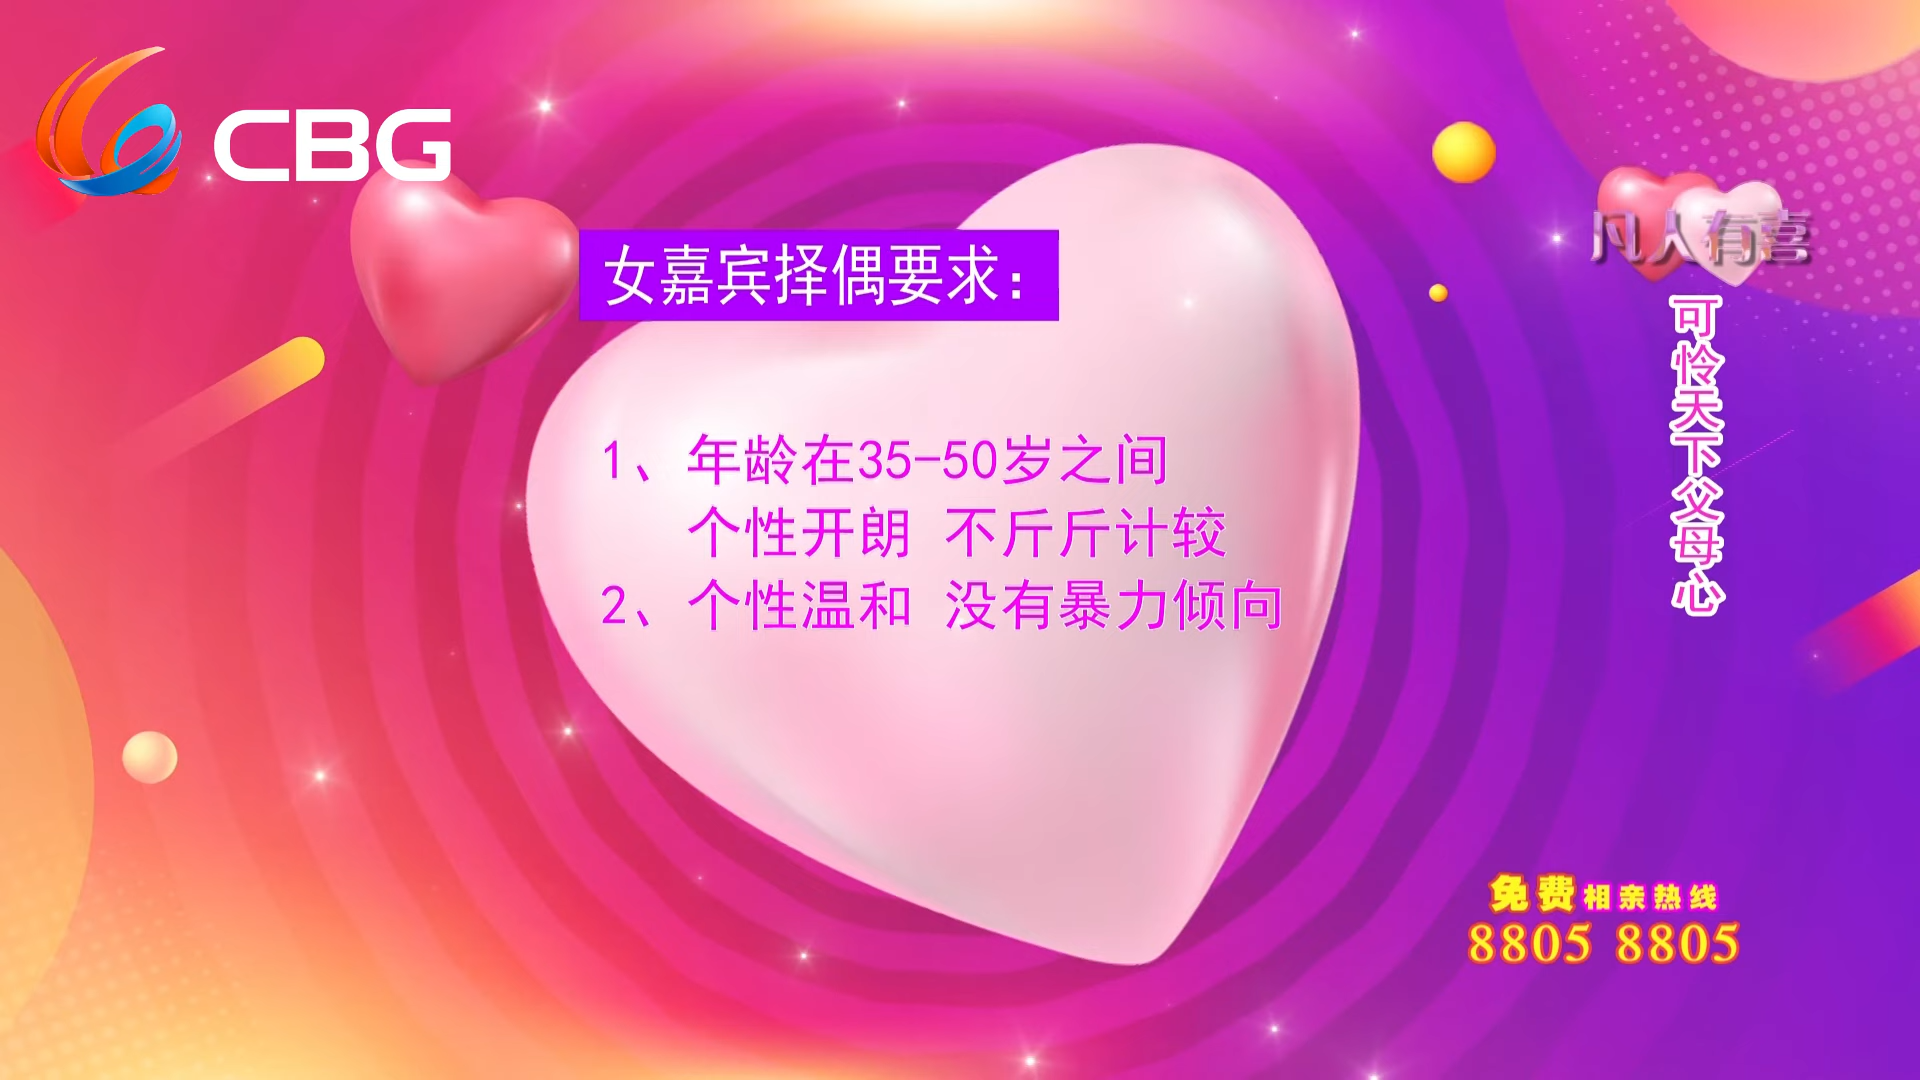 CBG
凡人有喜
女嘉宾择偶要求：
可怜天下父母心
1、年龄在35-50岁之间
个性开朗 不斤斤计较
2、个性温和 没有暴力倾向
免费相亲热线
8805 8805